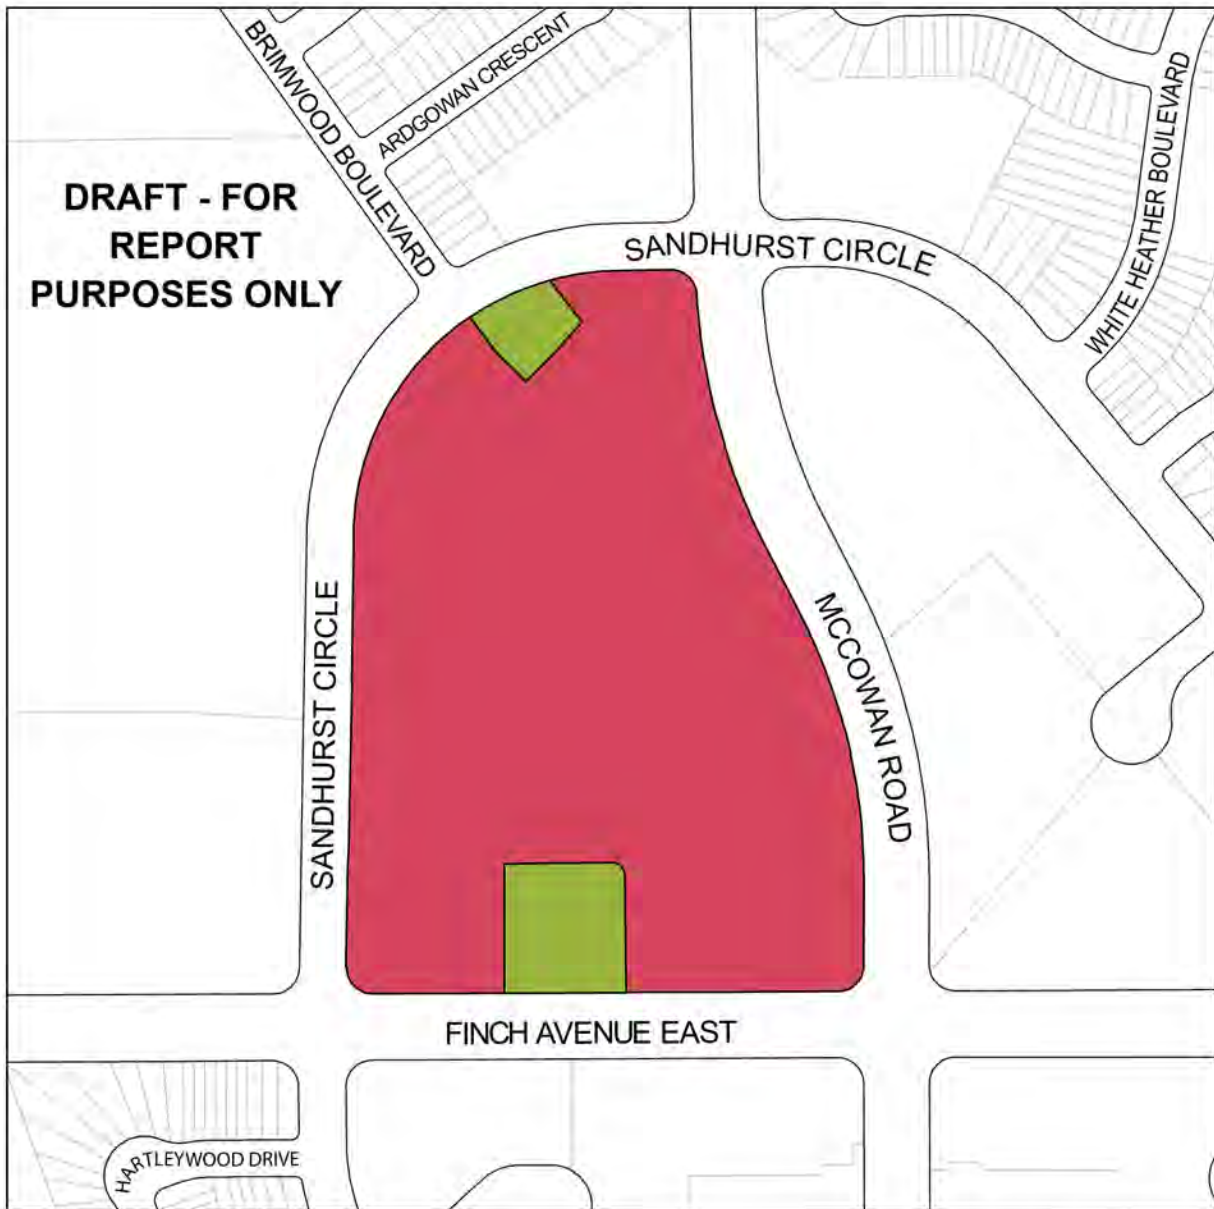 BRIMWOOD BOULEVARD
ARDGOWAN CRESCENT
WHITE HEATHER BOULEVARD
DRAFT - FOR
REPORT
PURPOSES ONLY
SANDHURST CIRCLE
SANDHURST CIRCLE
MCCOWAN ROAD
FINCH AVENUE EAST
HARTLEYWOOD DRIVE